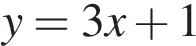 y = 3x + 1